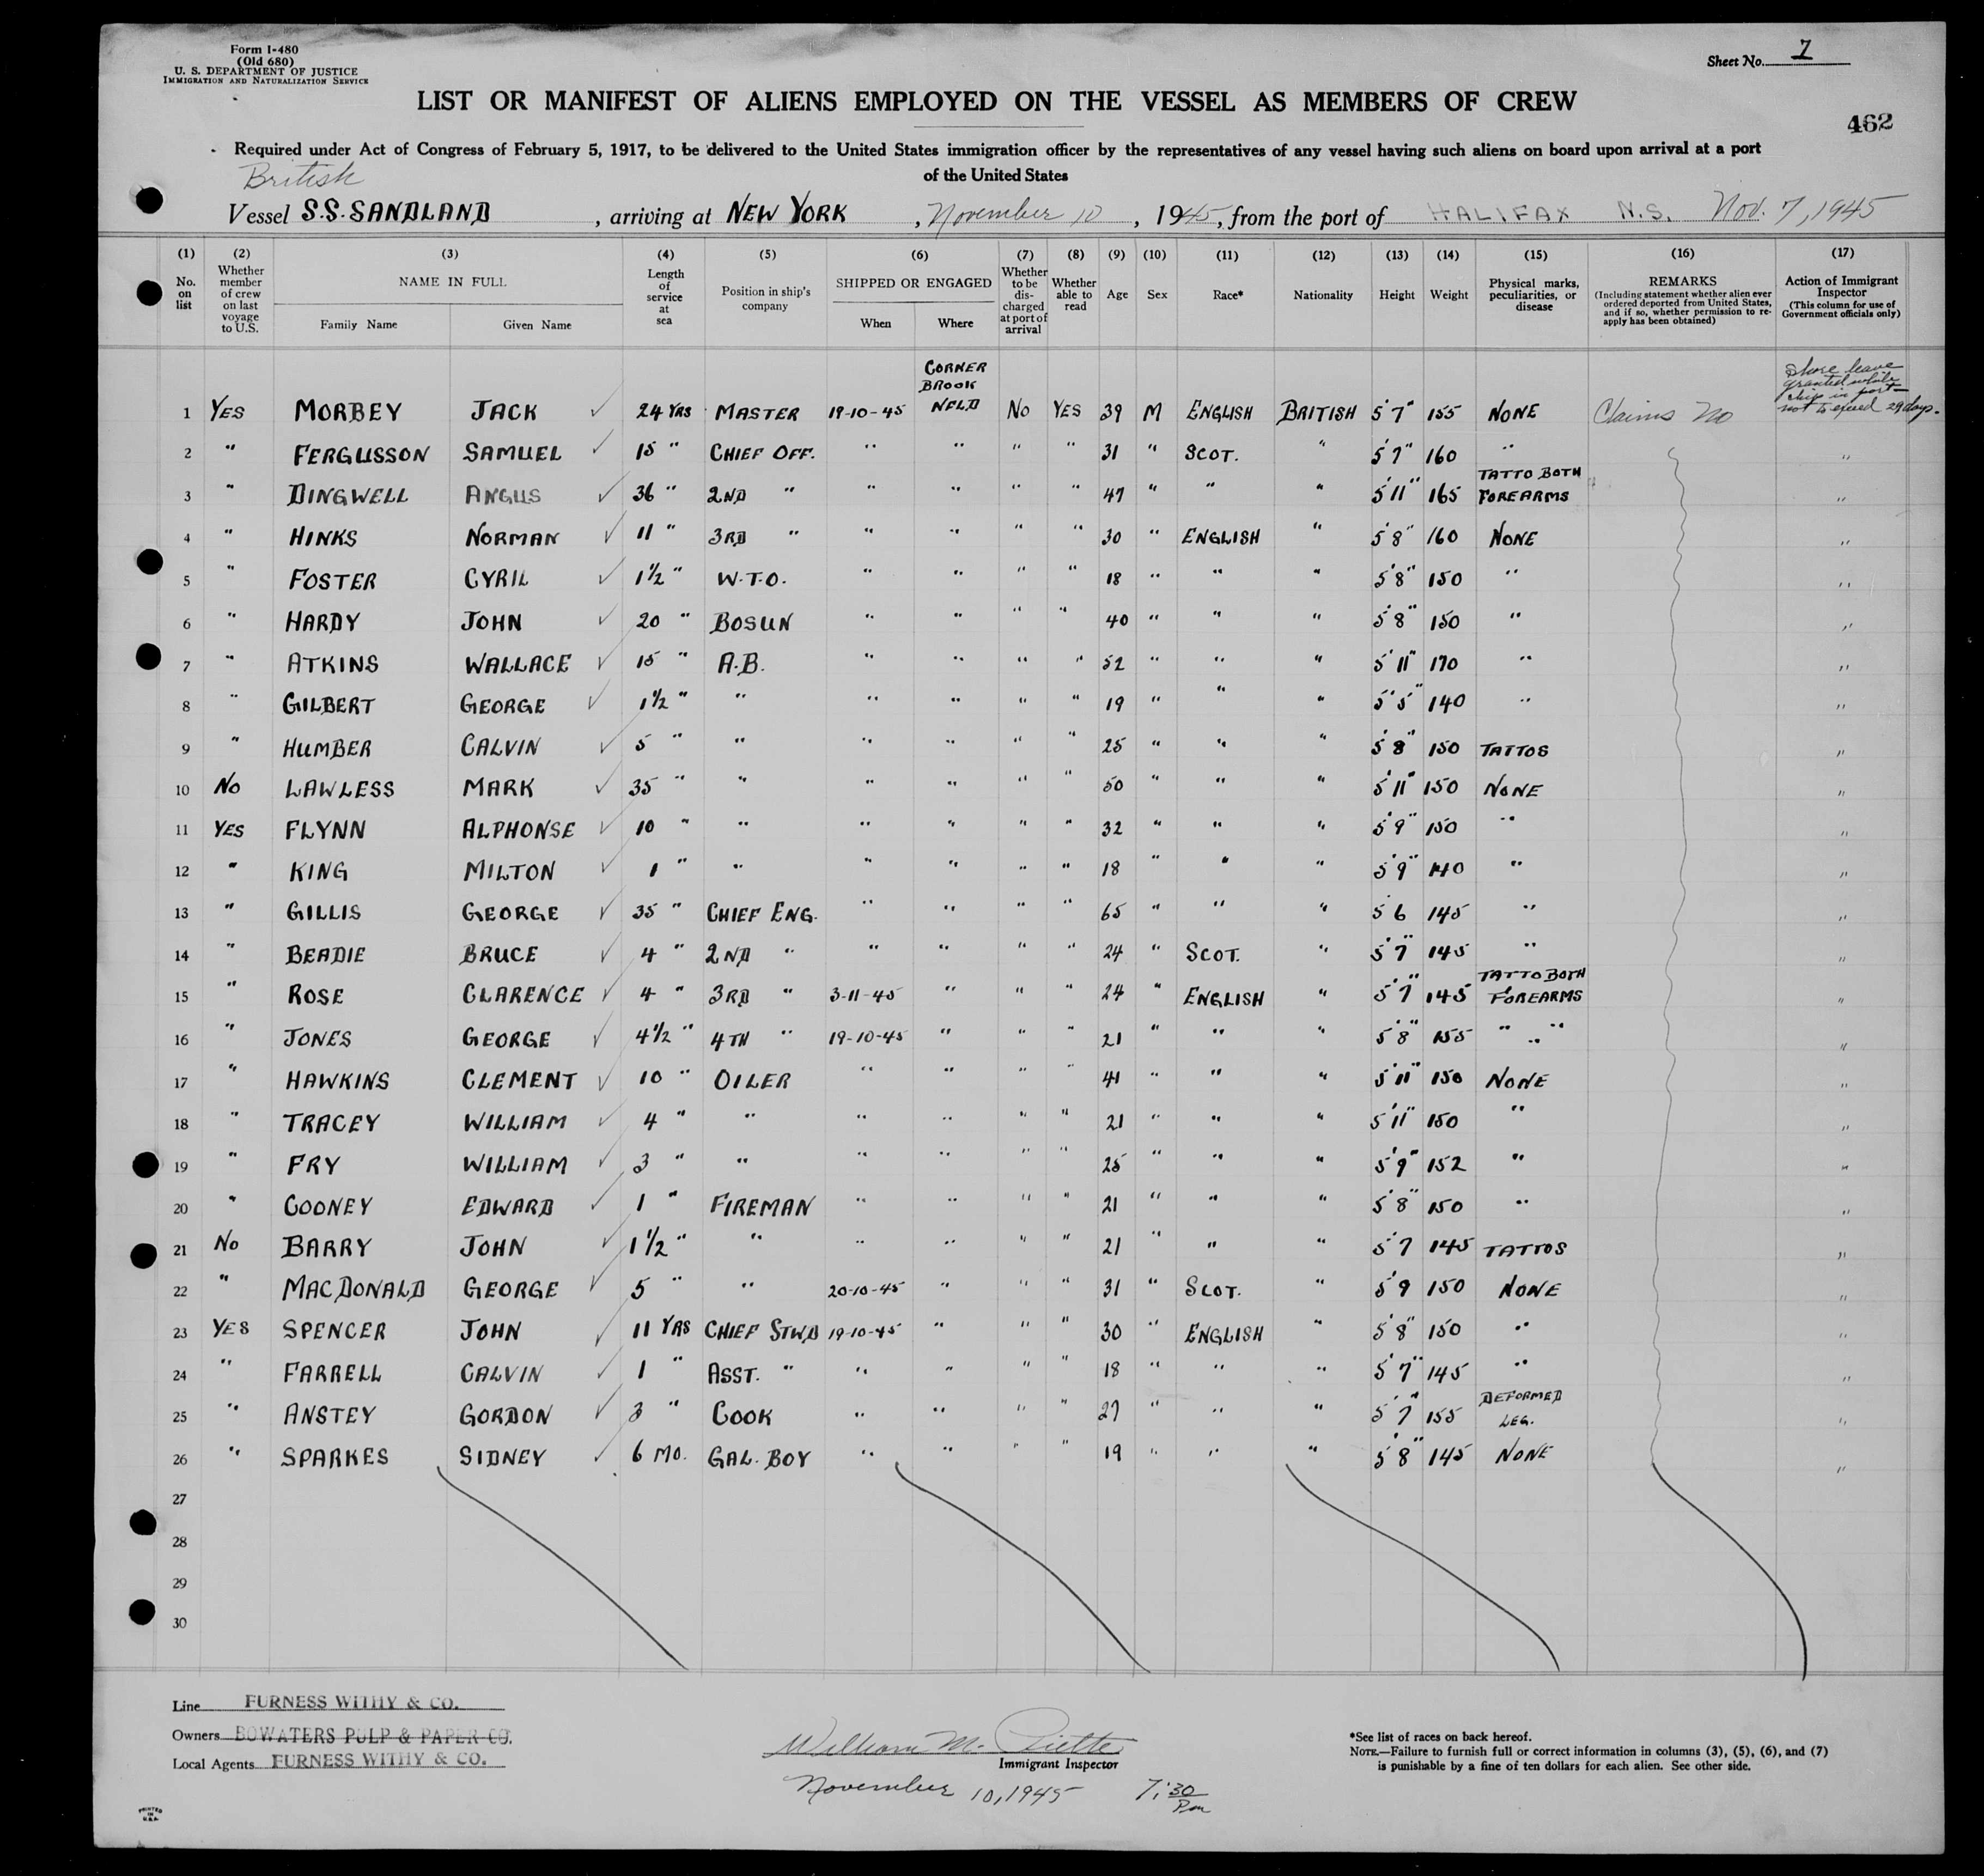 Form I-480
(Old 680)
U. S. DEPARTMENT OF JUSTICE
IMMIGRATION AND NATURALIZATION SERVICE
Sheet No. 1
LIST OR MANIFEST OF ALIENS EMPLOYED ON THE VESSEL AS MEMBERS OF CREW
462
Required under Act of Congress of February 5, 1917, to be delivered to the United States immigration officer by the representatives of any vessel having such aliens on board upon arrival at a port
of the United States
British
Vessel S.S. SANDLAND, arriving at NEW YORK, November 10, 1945, from the port of HALIFAX N.S. Nov. 7, 1945
(1) No. on list
(2) Whether member of crew on last voyage to U.S.
(3) NAME IN FULL Family Name Given Name
(4) Length of service at sea
(5) Position in ship's company
(6) SHIPPED OR ENGAGED When Where
(7) Whether to be discharged at port of arrival
(8) Whether able to read
(9) Age
(10) Sex
(11) Race*
(12) Nationality
(13) Height
(14) Weight
(15) Physical marks, peculiarities, or disease
(16) REMARKS (Including statement whether alien ever ordered deported from United States, and if so, whether permission to re-apply has been obtained)
(17) Action of Immigrant Inspector (This column for use of Government officials only)
1 YES MORBEY JACK ✓ 24 YRS MASTER 19-10-45 CORNER BROOK NFLD NO YES 39 M ENGLISH BRITISH 5'7" 155 NONE Claims No Shore leave granted while ship in port not to exceed 29 days.
2 " FERGUSSON SAMUEL ✓ 15 " CHIEF OFF. " " " " 31 " SCOT. " 5'7" 160 " "
3 " DINGWELL ANGUS ✓ 36 " 2ND " " " " " 47 " " " 5'11" 165 TATTO BOTH FOREARMS "
4 " HINKS NORMAN ✓ 11 " 3RD " " " " " 30 " ENGLISH " 5'8" 160 NONE "
5 " FOSTER CYRIL ✓ 1½ " W.T.O. " " " " 18 " " " 5'8" 150 " "
6 " HARDY JOHN ✓ 20 " BOSUN " " " " 40 " " " 5'8" 150 " "
7 " ATKINS WALLACE ✓ 15 " A.B. " " " " 52 " " " 5'11" 170 " "
8 " GILBERT GEORGE ✓ 1½ " " " " " " 19 " " " 5'5" 140 " "
9 " HUMBER CALVIN ✓ 5 " " " " " " 25 " " " 5'8" 150 TATTOS "
10 NO LAWLESS MARK ✓ 35 " " " " " " 50 " " " 5'11" 150 NONE "
11 YES FLYNN ALPHONSE ✓ 10 " " " " " " 32 " " " 5'9" 150 " "
12 " KING MILTON ✓ 1 " " " " " " 18 " " " 5'9" 140 " "
13 " GILLIS GEORGE ✓ 35 " CHIEF ENG. " " " " 65 " " " 5'6 145 " "
14 " BEADIE BRUCE ✓ 4 " 2ND " " " " " 24 " SCOT. " 5'7" 145 " "
15 " ROSE CLARENCE ✓ 4 " 3RD " 3-11-45 " " " 24 " ENGLISH " 5'7" 145 TATTO BOTH FOREARMS "
16 " JONES GEORGE ✓ 4½ " 4TH " 19-10-45 " " " 21 " " " 5'8" 155 " " " "
17 " HAWKINS CLEMENT ✓ 10 " OILER " " " " 41 " " " 5'11" 150 NONE "
18 " TRACEY WILLIAM ✓ 4 " " " " " " 21 " " " 5'11" 150 " "
19 " FRY WILLIAM ✓ 3 " " " " " " 25 " " " 5'9" 152 " "
20 " COONEY EDWARD ✓ 1 " FIREMAN " " " " 21 " " " 5'8" 150 " "
21 NO BARRY JOHN ✓ 1½ " " " " " " 21 " " " 5'7 145 TATTOS "
22 " MACDONALD GEORGE ✓ 5 " " 20-10-45 " " " 31 " SCOT. " 5'9 150 NONE "
23 YES SPENCER JOHN ✓ 11 YRS CHIEF STWD 19-10-45 " " " 30 " ENGLISH " 5'8" 150 " "
24 " FARRELL CALVIN ✓ 1 " ASST. " " " " " 18 " " " 5'7" 145 " "
25 " ANSTEY GORDON ✓ 3 " COOK " " " " 27 " " " 5'7" 155 DEFORMED LEG. "
26 " SPARKES SIDNEY ✓ 6 MO. GAL. BOY " " " " 19 " " " 5'8" 145 NONE "
27
28
29
30
Line FURNESS WITHY & CO.
Owners BOWATERS PULP & PAPER CO.
Local Agents FURNESS WITHY & CO.
William M. Piette
Immigrant Inspector
November 10, 1945 7:30 Pm
*See list of races on back hereof.
NOTE.—Failure to furnish full or correct information in columns (3), (5), (6), and (7)
is punishable by a fine of ten dollars for each alien. See other side.
PRINTED
IN
U.S.A.